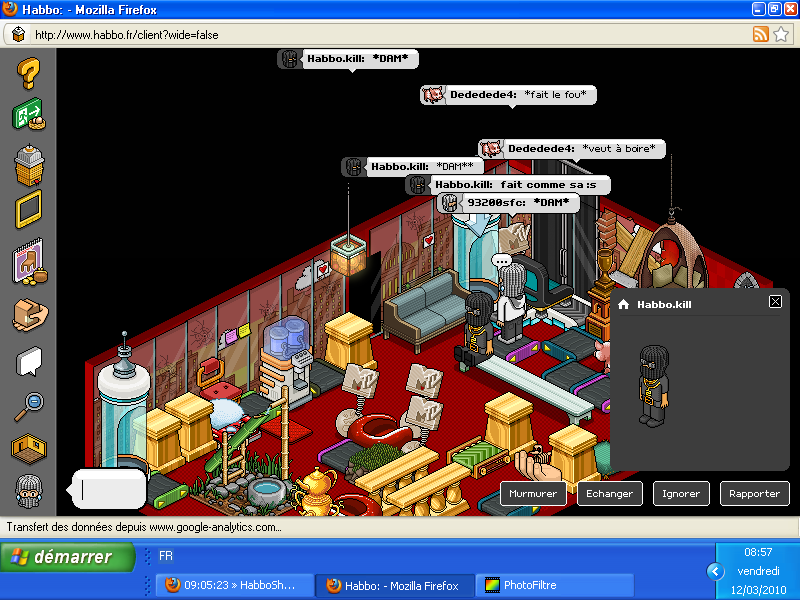 Habbo: - Mozilla Firefox
http://www.habbo.fr/client?wide=false
Habbo.kill: *DAM*
Dededede4: *fait le fou*
Dededede4: *veut à boire*
Habbo.kill: *DAM**
Habbo.kill: fait comme sa :s
93200sfc: *DAM*
...
Habbo.kill
Murmurer
Echanger
Ignorer
Rapporter
Transfert des données depuis www.google-analytics.com...
démarrer
FR
08:57
vendredi
12/03/2010
09:05:23 » HabboSh...
Habbo: - Mozilla Firefox
PhotoFiltre